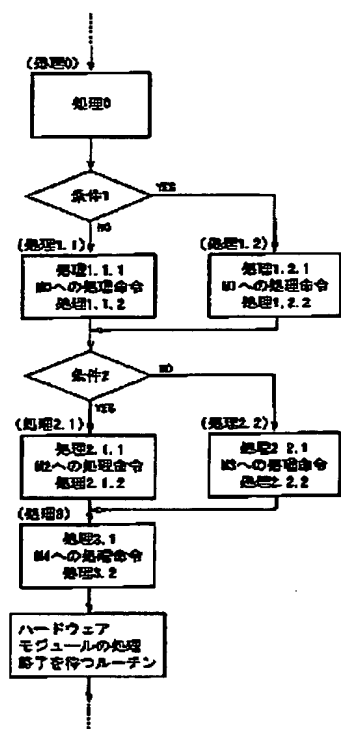 (処理0)
処理0
条件1
YES
NO
(処理1.1)
処理1.1.1
M0への処理命令
処理1.1.2
(処理1.2)
処理1.2.1
M1への処理命令
処理1.2.2
条件2
NO
YES
(処理2.1)
処理2.1.1
M2への処理命令
処理2.1.2
(処理2.2)
処理2.2.1
M3への処理命令
処理2.2.2
(処理3)
処理3.1
M4への処理命令
処理3.2
ハードウェア
モジュールの処理
終了を待つルーチン